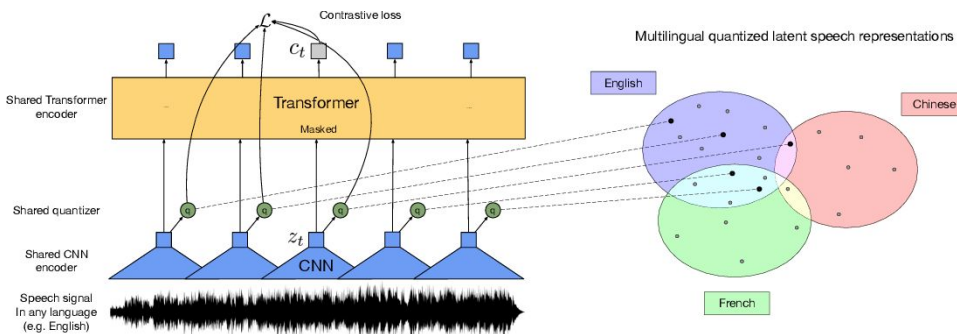 ℒ
Contrastive loss
c_t
Multilingual quantized latent speech representations
English
Chinese
Shared Transformer
encoder
Transformer
Masked
Shared quantizer
q q q q q
z_t
Shared CNN
encoder
CNN
Speech signal
In any language
(e.g. English)
French